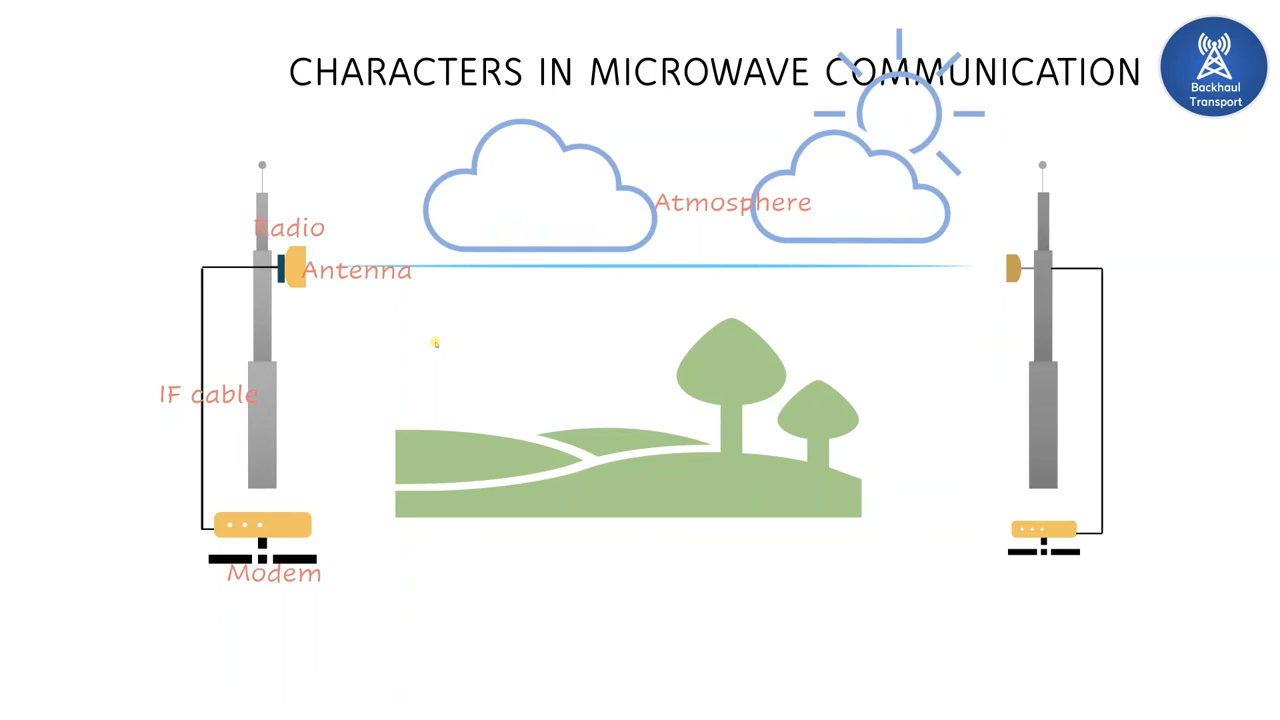 CHARACTERS IN MICROWAVE COMMUNICATION
Backhaul
Transport
Atmosphere
Radio
Antenna
IF cable
Modem